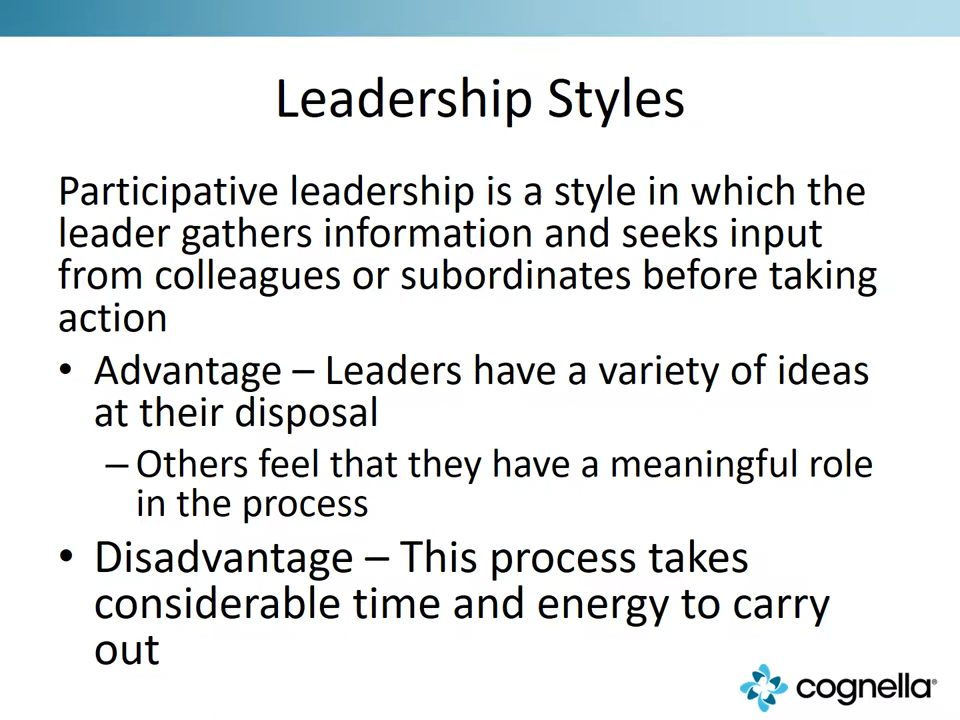 Leadership Styles
Participative leadership is a style in which the
leader gathers information and seeks input
from colleagues or subordinates before taking
action
• Advantage – Leaders have a variety of ideas
at their disposal
– Others feel that they have a meaningful role
in the process
• Disadvantage – This process takes
considerable time and energy to carry
out
cognella®